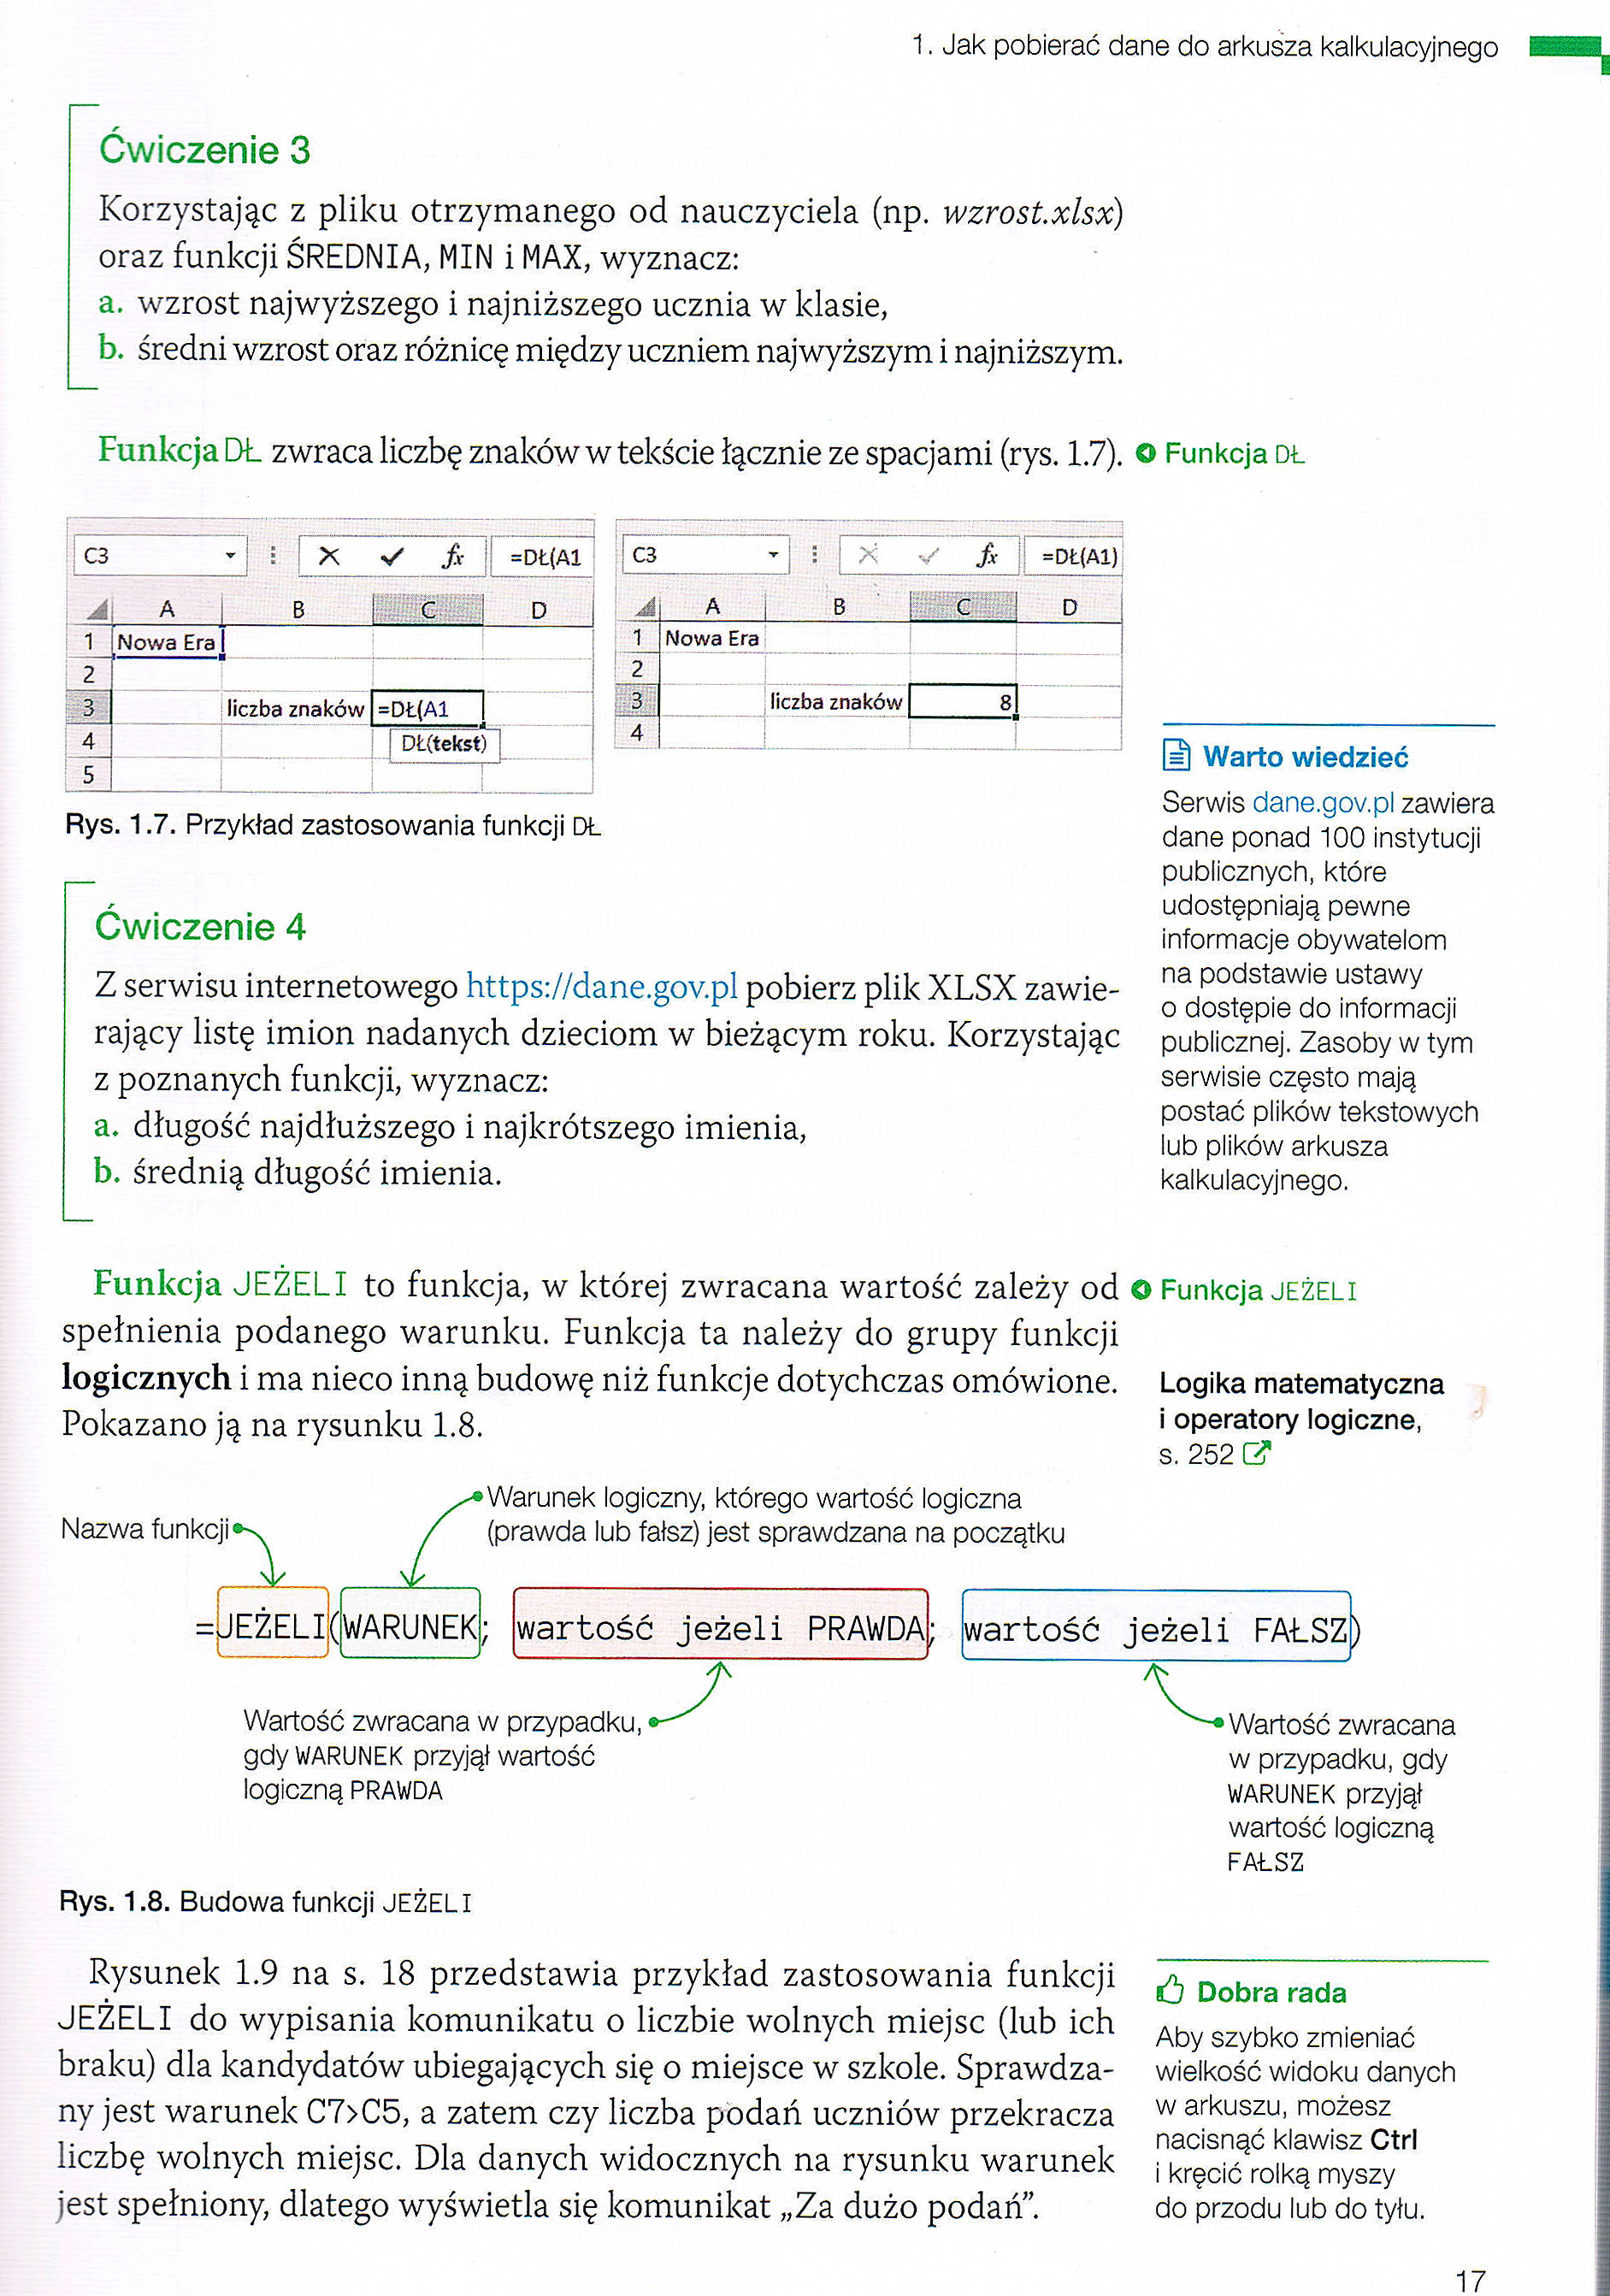 1. Jak pobierać dane do arkusza kalkulacyjnego
Ćwiczenie 3
Korzystając z pliku otrzymanego od nauczyciela (np. wzrost.xlsx)
oraz funkcji ŚREDNIA, MIN i MAX, wyznacz:
a. wzrost najwyższego i najniższego ucznia w klasie,
b. średni wzrost oraz różnicę między uczniem najwyższym i najniższym.
Funkcja DŁ zwraca liczbę znaków w tekście łącznie ze spacjami (rys. 1.7).
Funkcja DŁ
C3 fx =DŁ(A1
A B C D
1 Nowa Era
2
3 liczba znaków =DŁ(A1
4 DŁ(tekst)
5
C3 fx =DŁ(A1)
A B C D
1 Nowa Era
2
3 liczba znaków 8
4
Rys. 1.7. Przykład zastosowania funkcji DŁ
Warto wiedzieć
Serwis dane.gov.pl zawiera
dane ponad 100 instytucji
publicznych, które
udostępniają pewne
informacje obywatelom
na podstawie ustawy
o dostępie do informacji
publicznej. Zasoby w tym
serwisie często mają
postać plików tekstowych
lub plików arkusza
kalkulacyjnego.
Ćwiczenie 4
Z serwisu internetowego https://dane.gov.pl pobierz plik XLSX zawie-
rający listę imion nadanych dzieciom w bieżącym roku. Korzystając
z poznanych funkcji, wyznacz:
a. długość najdłuższego i najkrótszego imienia,
b. średnią długość imienia.
Funkcja JEŻELI to funkcja, w której zwracana wartość zależy od
spełnienia podanego warunku. Funkcja ta należy do grupy funkcji
logicznych i ma nieco inną budowę niż funkcje dotychczas omówione.
Pokazano ją na rysunku 1.8.
Funkcja JEŻELI
Logika matematyczna
i operatory logiczne,
s. 252
Nazwa funkcji
Warunek logiczny, którego wartość logiczna
(prawda lub fałsz) jest sprawdzana na początku
=JEŻELI(WARUNEK; wartość jeżeli PRAWDA; wartość jeżeli FAŁSZ)
Wartość zwracana w przypadku,
gdy WARUNEK przyjął wartość
logiczną PRAWDA
Wartość zwracana
w przypadku, gdy
WARUNEK przyjął
wartość logiczną
FAŁSZ
Rys. 1.8. Budowa funkcji JEŻELI
Rysunek 1.9 na s. 18 przedstawia przykład zastosowania funkcji
JEŻELI do wypisania komunikatu o liczbie wolnych miejsc (lub ich
braku) dla kandydatów ubiegających się o miejsce w szkole. Sprawdza-
ny jest warunek C7>C5, a zatem czy liczba podań uczniów przekracza
liczbę wolnych miejsc. Dla danych widocznych na rysunku warunek
jest spełniony, dlatego wyświetla się komunikat „Za dużo podań”.
Dobra rada
Aby szybko zmieniać
wielkość widoku danych
w arkuszu, możesz
nacisnąć klawisz Ctrl
i kręcić rolką myszy
do przodu lub do tyłu.
17